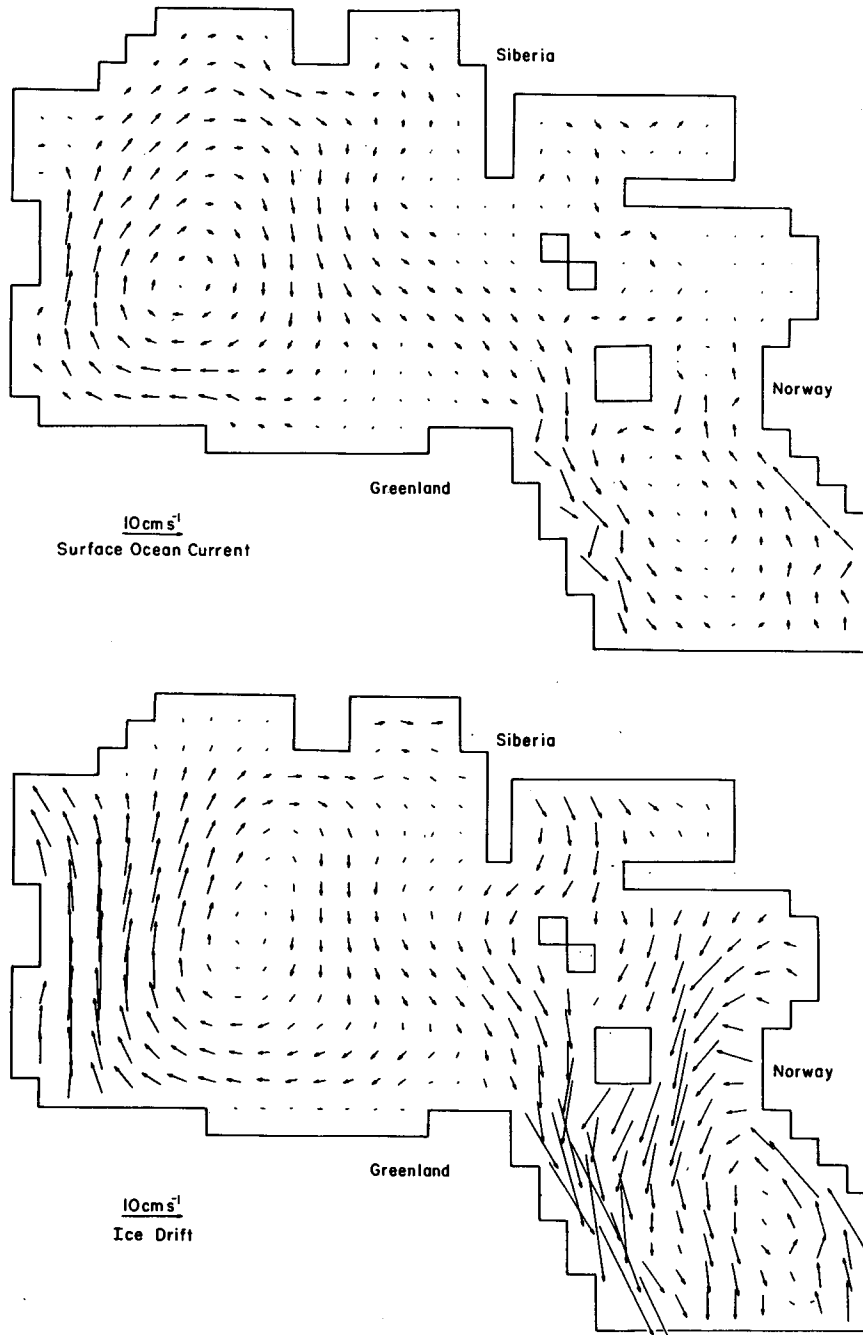 Siberia
Norway
Greenland
10cm s⁻¹
Surface Ocean Current
Siberia
Norway
Greenland
10cm s⁻¹
Ice Drift